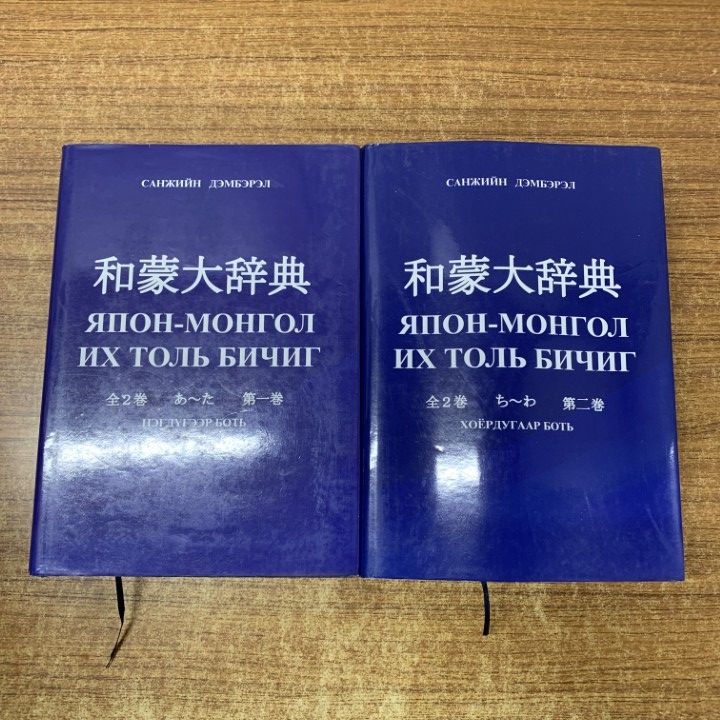 САНЖИЙН ДЭМБЭРЭЛ
和蒙大辞典
ЯПОН-МОНГОЛ
ИХ ТОЛЬ БИЧИГ
全2巻 あ〜た 第一巻
НЭГДҮГЭЭР БОТЬ
САНЖИЙН ДЭМБЭРЭЛ
和蒙大辞典
ЯПОН-МОНГОЛ
ИХ ТОЛЬ БИЧИГ
全2巻 ち〜わ 第二巻
ХОЁРДУГААР БОТЬ